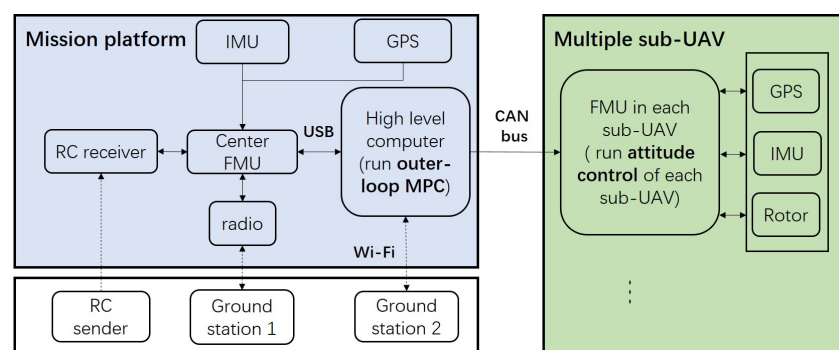 Mission platform
IMU
GPS
RC receiver
Center
FMU
USB
High level
computer
(run outer-
loop MPC)
radio
Wi-Fi
RC
sender
Ground
station 1
Ground
station 2
CAN
bus
Multiple sub-UAV
FMU in each
sub-UAV
( run attitude
control of each
sub-UAV)
GPS
IMU
Rotor